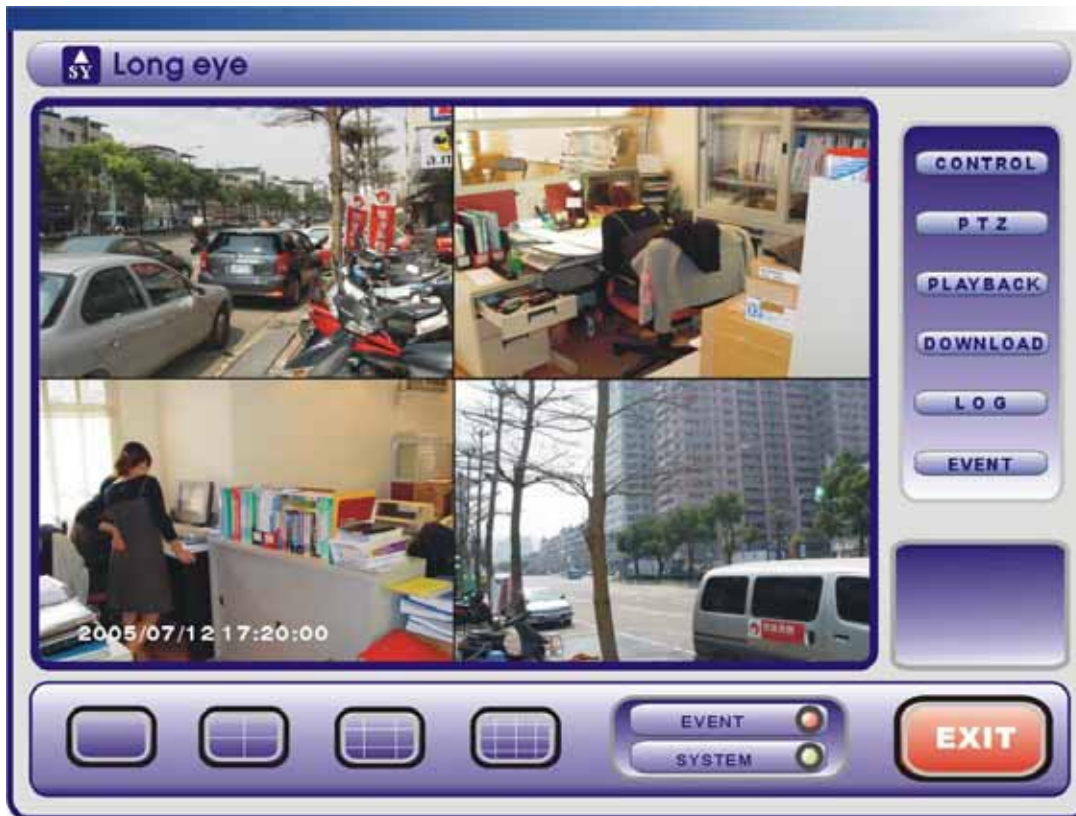 SY Long eye
CONTROL
PTZ
PLAYBACK
DOWNLOAD
LOG
EVENT
2005/07/12 17:20:00
EVENT
SYSTEM
EXIT